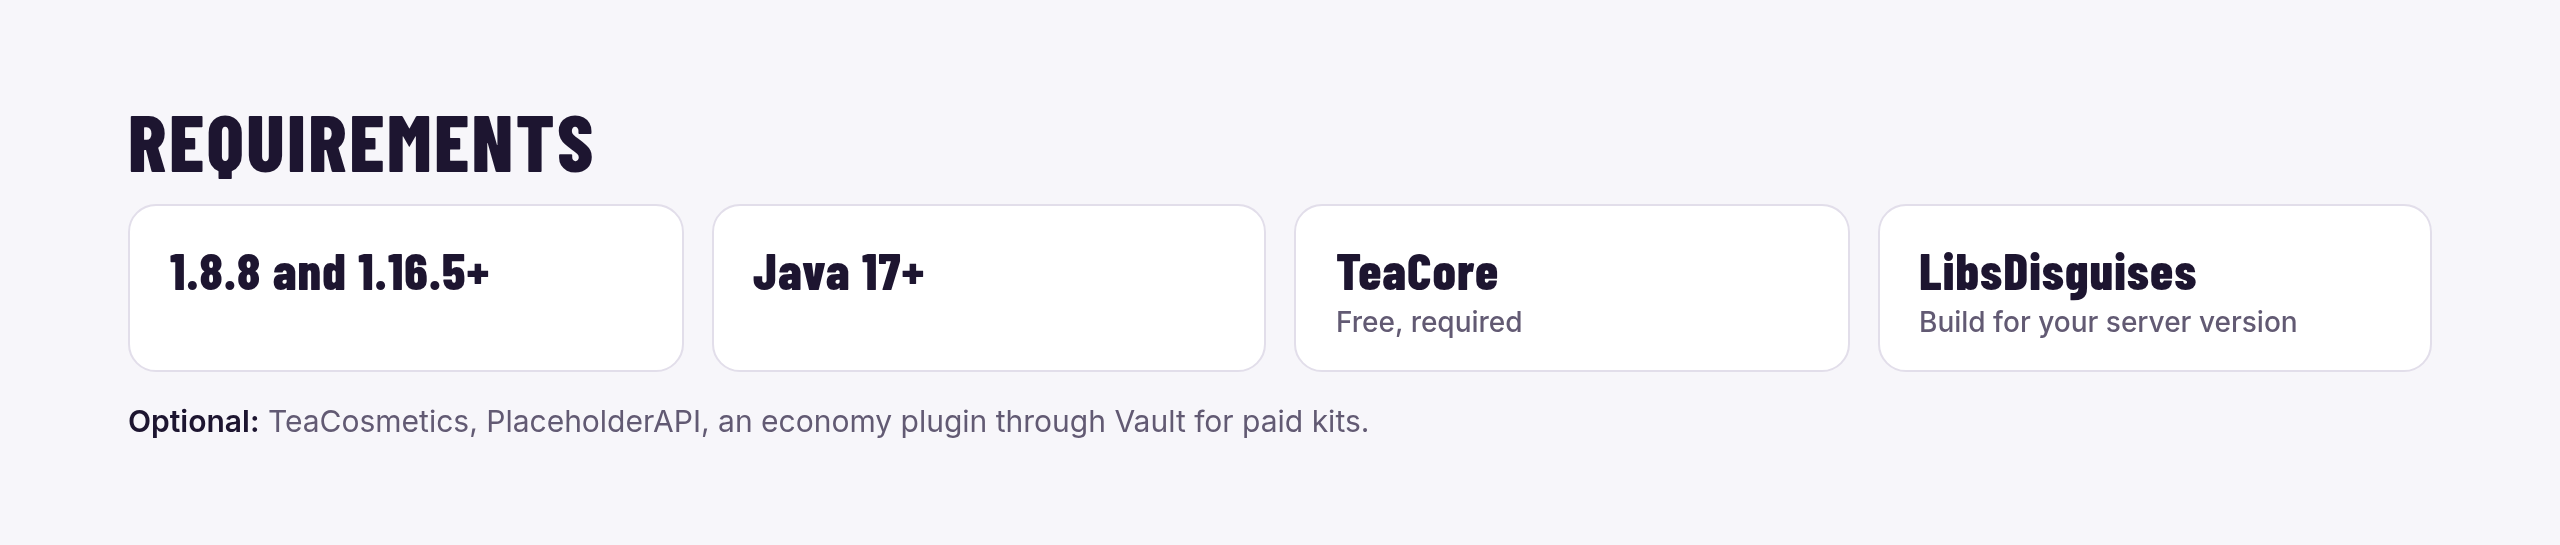 REQUIREMENTS
1.8.8 and 1.16.5+
Java 17+
TeaCore
Free, required
LibsDisguises
Build for your server version
Optional: TeaCosmetics, PlaceholderAPI, an economy plugin through Vault for paid kits.